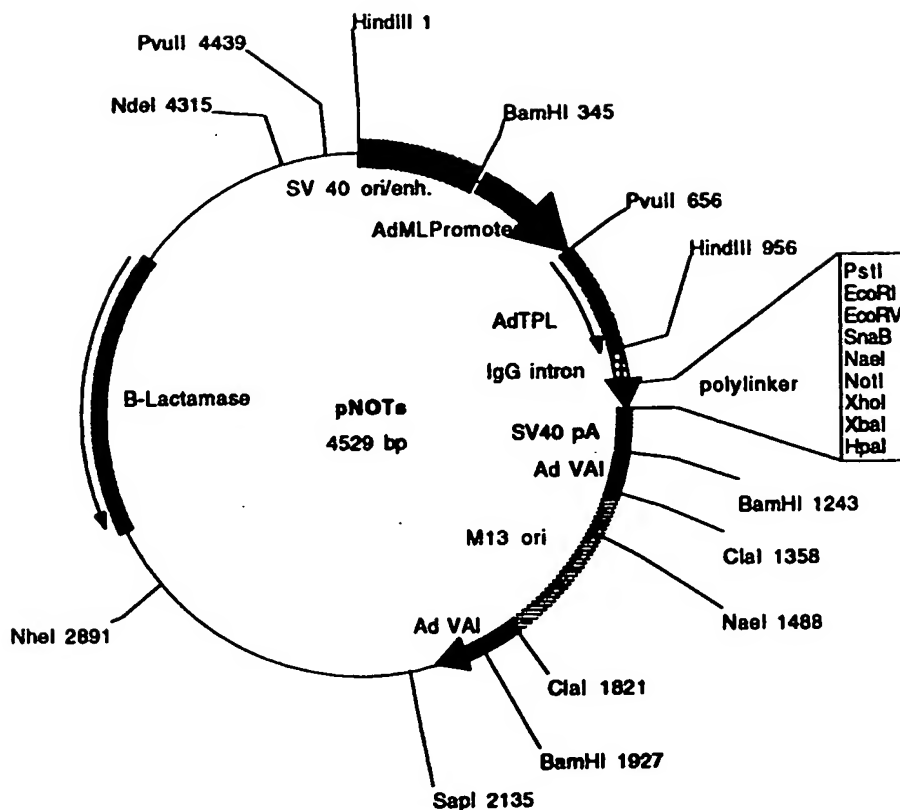 HindIII 1
PvuII 4439
NdeI 4315
BamHI 345
SV 40 ori/enh.
AdMLPromoter
PvuII 656
HindIII 956
PstI
EcoRI
EcoRV
SnaB
NaeI
NotI
XhoI
XbaI
HpaI
AdTPL
IgG intron
polylinker
B-Lactamase
pNOTs
4529 bp
SV40 pA
Ad VAI
BamHI 1243
ClaI 1358
M13 ori
NaeI 1488
NheI 2891
Ad VAI
ClaI 1821
BamHI 1927
SapI 2135